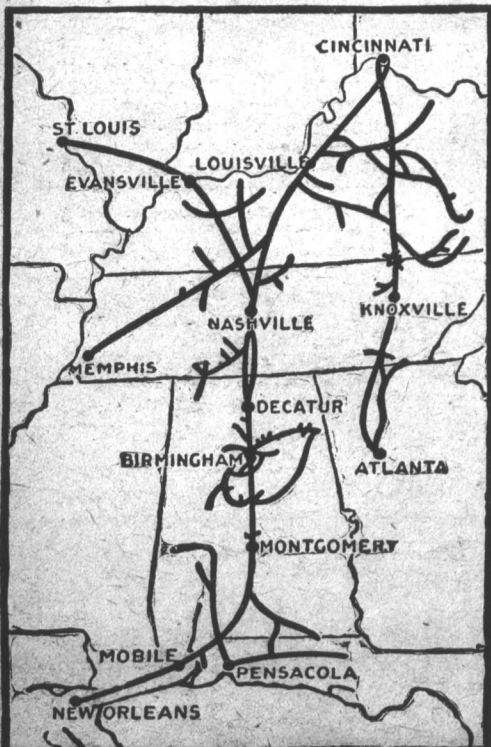 CINCINNATI
ST. LOUIS
LOUISVILLE
EVANSVILLE
KNOXVILLE
NASHVILLE
MEMPHIS
DECATUR
BIRMINGHAM
ATLANTA
MONTGOMERY
MOBILE
PENSACOLA
NEW ORLEANS